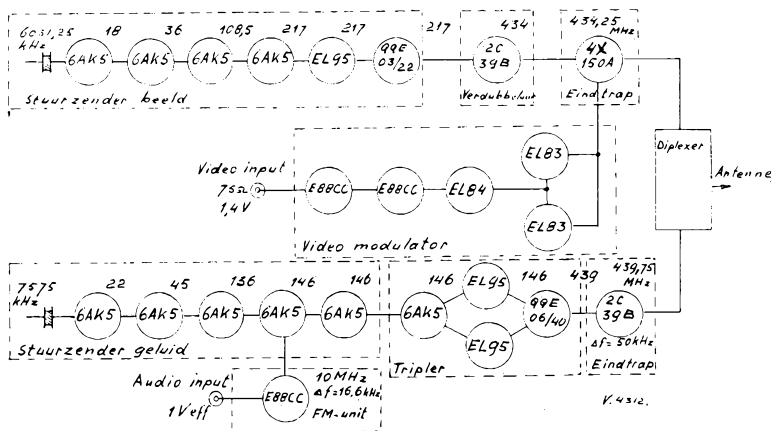 6031,25
kHz
18
36
108,5
217
217
217
434
434,25
MHz
6AK5
6AK5
6AK5
6AK5
EL95
QQE
03/22
2C
39B
4X
150A
Stuurzender beeld
Verdubbelaar
Eindtrap
Video input
75Ω
1,4 V
E88CC
E88CC
EL84
EL83
EL83
Video modulator
Diplexer
Antenne
7575
kHz
22
45
136
146
146
146
146
439
439,75
MHz
6AK5
6AK5
6AK5
6AK5
6AK5
6AK5
EL95
EL95
QQE
06/40
2C
39B
Δf= 50kHz
Stuurzender geluid
Tripler
Eindtrap
Audio input
1 Veff
E88CC
10 MHz
Δf=16,6kHz
FM-unit
V.4312.